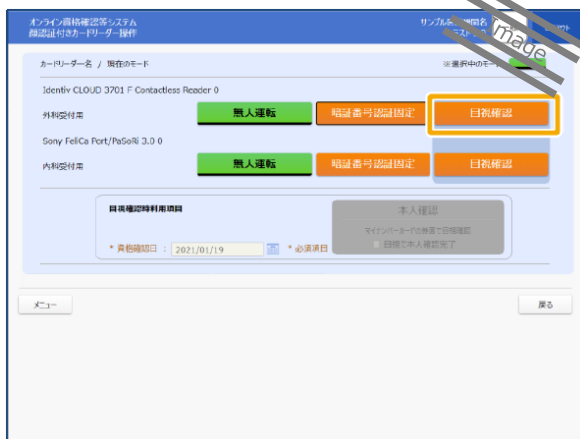 オンライン資格確認等システム
顔認証付きカードリーダー操作
カードリーダー名 / 現在のモード
※選択中のモード
Identiv CLOUD 3701 F Contactless Reader 0
外科受付用
無人運転
暗証番号認証固定
目視確認
Sony FeliCa Port/PaSoRi 3.0 0
内科受付用
無人運転
暗証番号認証固定
目視確認
目視確認時利用項目
* 資格確認日 : 2021/01/19
* 必須項目
本人確認
マイナンバーカードの券面で目視確認
目視で本人確認完了
メニュー
戻る
Image